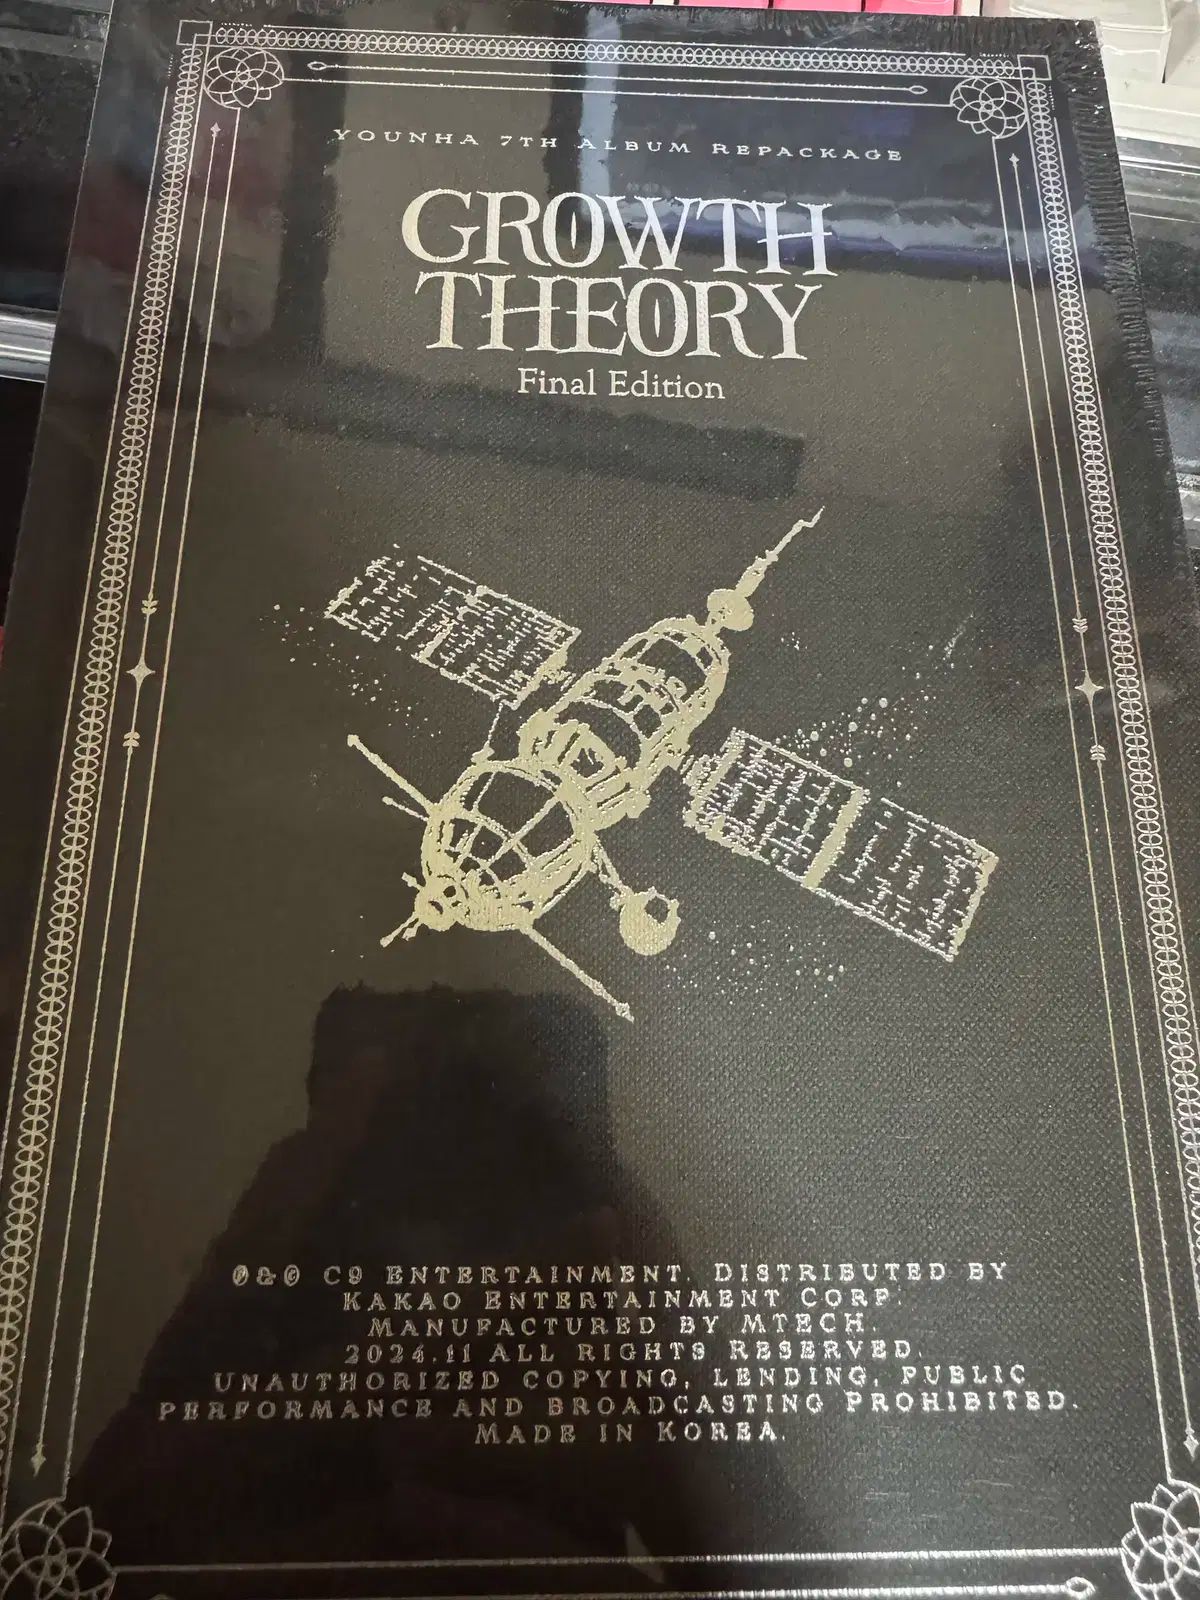 YOUNHA 7TH ALBUM REPACKAGE
GROWTH
THEORY
Final Edition
℗&© C9 ENTERTAINMENT. DISTRIBUTED BY
KAKAO ENTERTAINMENT CORP.
MANUFACTURED BY MTECH.
2024.11 ALL RIGHTS RESERVED.
UNAUTHORIZED COPYING, LENDING, PUBLIC
PERFORMANCE AND BROADCASTING PROHIBITED.
MADE IN KOREA.